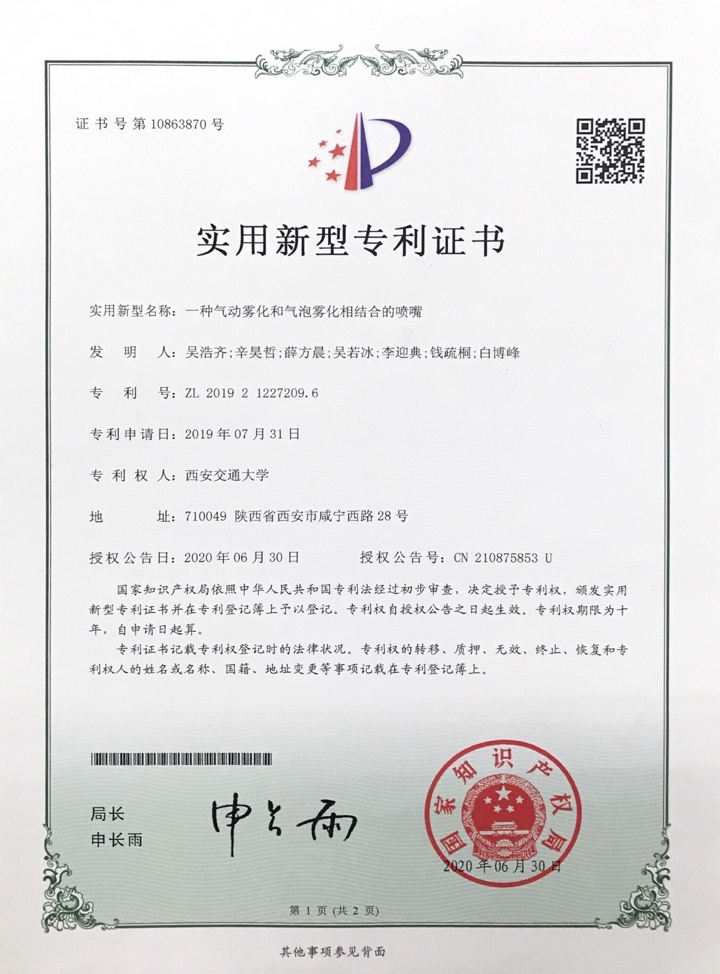 证书号第10863870号
实用新型专利证书
实用新型名称：一种气动雾化和气泡雾化相结合的喷嘴
发明人：吴浩齐;辛昊哲;薛方晨;吴若冰;李迎典;钱疏桐;白博峰
专利号：ZL 2019 2 1227209.6
专利申请日：2019年07月31日
专利权人：西安交通大学
地址：710049 陕西省西安市咸宁西路28号
授权公告日：2020年06月30日 授权公告号：CN 210875853 U
国家知识产权局依照中华人民共和国专利法经过初步审查，决定授予专利权，颁发实用
新型专利证书并在专利登记簿上予以登记。专利权自授权公告之日起生效。专利权期限为十
年，自申请日起算。
专利证书记载专利权登记时的法律状况。专利权的转移、质押、无效、终止、恢复和专
利权人的姓名或名称、国籍、地址变更等事项记载在专利登记簿上。
局长
申长雨
申长雨
国家知识产权局
2020年06月30日
第 1 页 (共 2 页)
其他事项参见背面